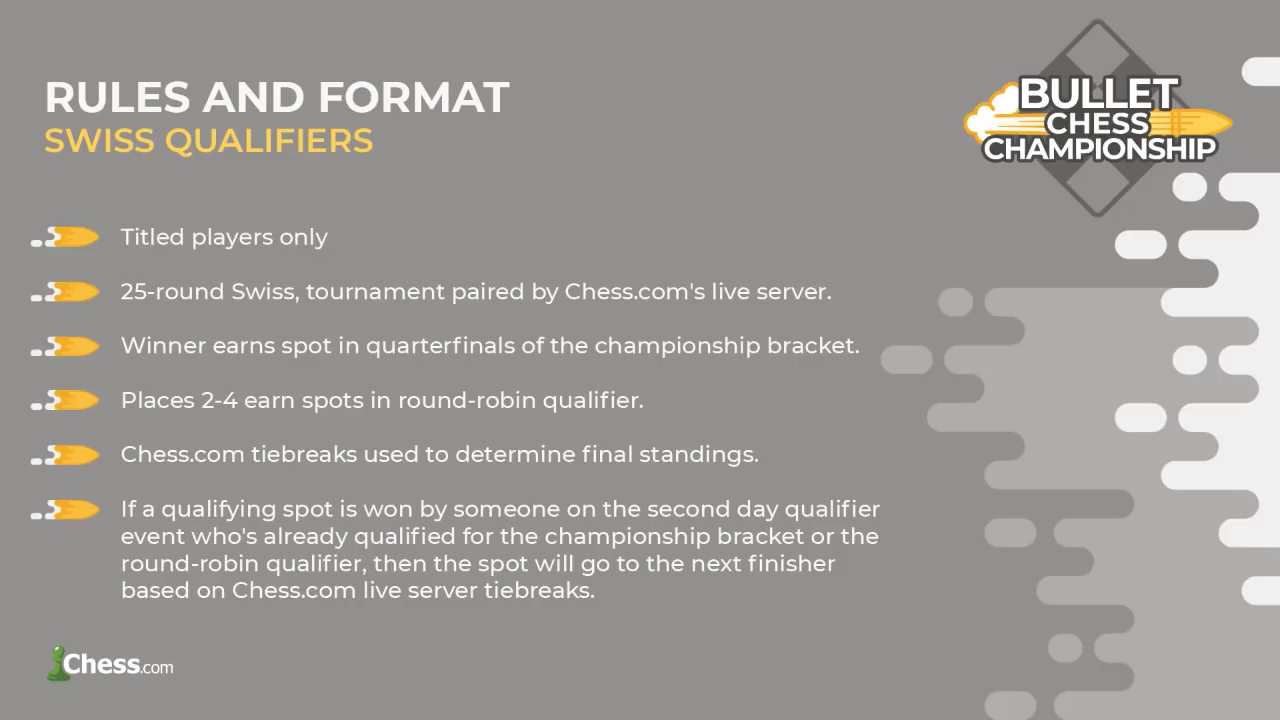 RULES AND FORMAT
SWISS QUALIFIERS
BULLET
CHESS
CHAMPIONSHIP
Titled players only
25-round Swiss, tournament paired by Chess.com's live server.
Winner earns spot in quarterfinals of the championship bracket.
Places 2-4 earn spots in round-robin qualifier.
Chess.com tiebreaks used to determine final standings.
If a qualifying spot is won by someone on the second day qualifier
event who's already qualified for the championship bracket or the
round-robin qualifier, then the spot will go to the next finisher
based on Chess.com live server tiebreaks.
Chess.com